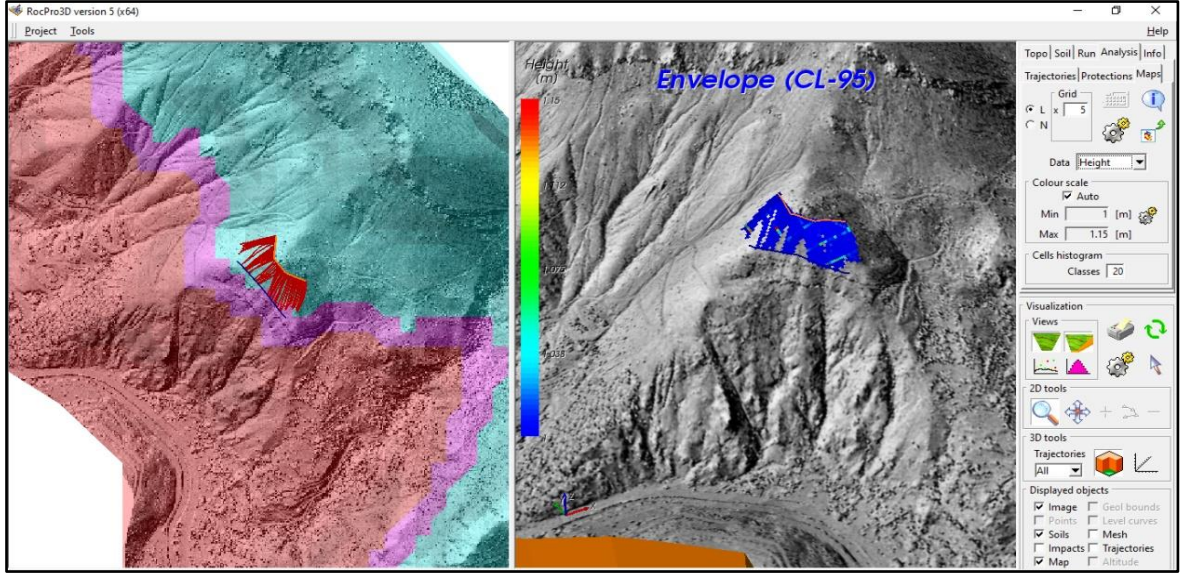 RocPro3D version 5 (x64)
Project Tools Help
Height
(m)
1.15
1.112
1.075
1.038
Envelope (CL-95)
Topo Soil Run Analysis Info
Trajectories Protections Maps
Grid
L x 5
N
Data Height
Colour scale
Auto
Min 1 [m]
Max 1.15 [m]
Cells histogram
Classes 20
Visualization
Views
2D tools
3D tools
Trajectories
All
Displayed objects
Image Geol bounds
Points Level curves
Soils Mesh
Impacts Trajectories
Map Altitude